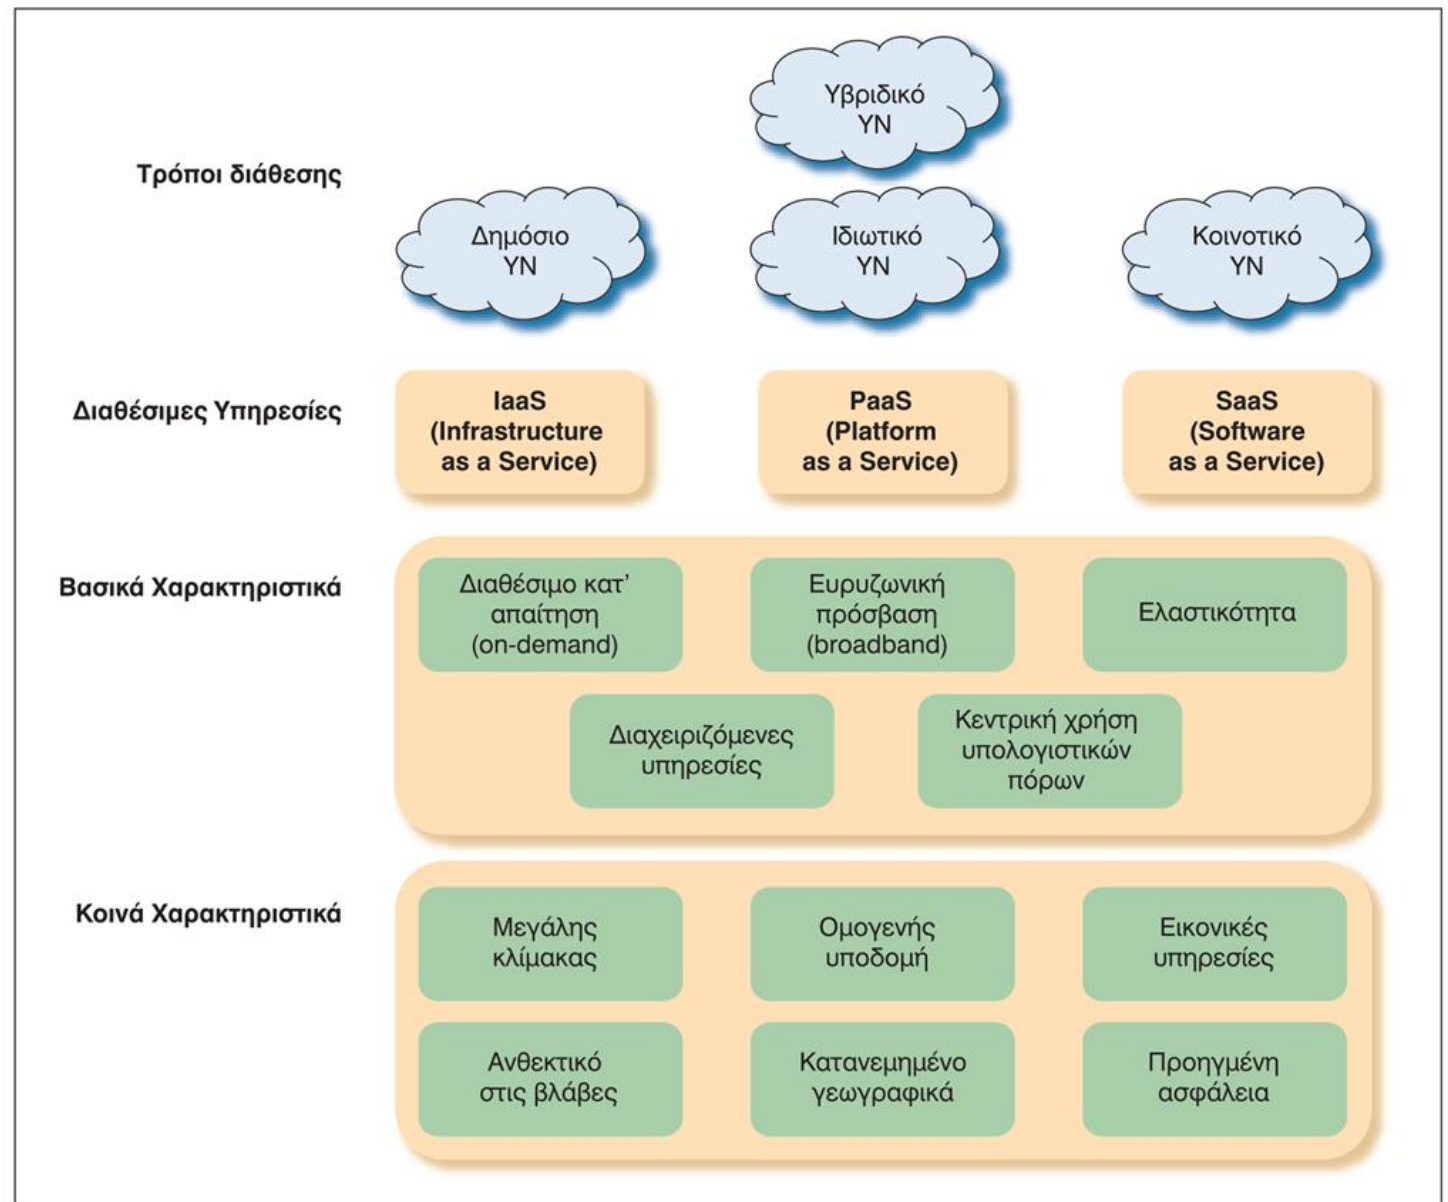 Υβριδικό
ΥΝ
Τρόποι διάθεσης
Δημόσιο
ΥΝ
Ιδιωτικό
ΥΝ
Κοινοτικό
ΥΝ
Διαθέσιμες Υπηρεσίες
IaaS
(Infrastructure
as a Service)
PaaS
(Platform
as a Service)
SaaS
(Software
as a Service)
Βασικά Χαρακτηριστικά
Διαθέσιμο κατ’
απαίτηση
(on-demand)
Ευρυζωνική
πρόσβαση
(broadband)
Ελαστικότητα
Διαχειριζόμενες
υπηρεσίες
Κεντρική χρήση
υπολογιστικών
πόρων
Κοινά Χαρακτηριστικά
Μεγάλης
κλίμακας
Ομογενής
υποδομή
Εικονικές
υπηρεσίες
Ανθεκτικό
στις βλάβες
Κατανεμημένο
γεωγραφικά
Προηγμένη
ασφάλεια